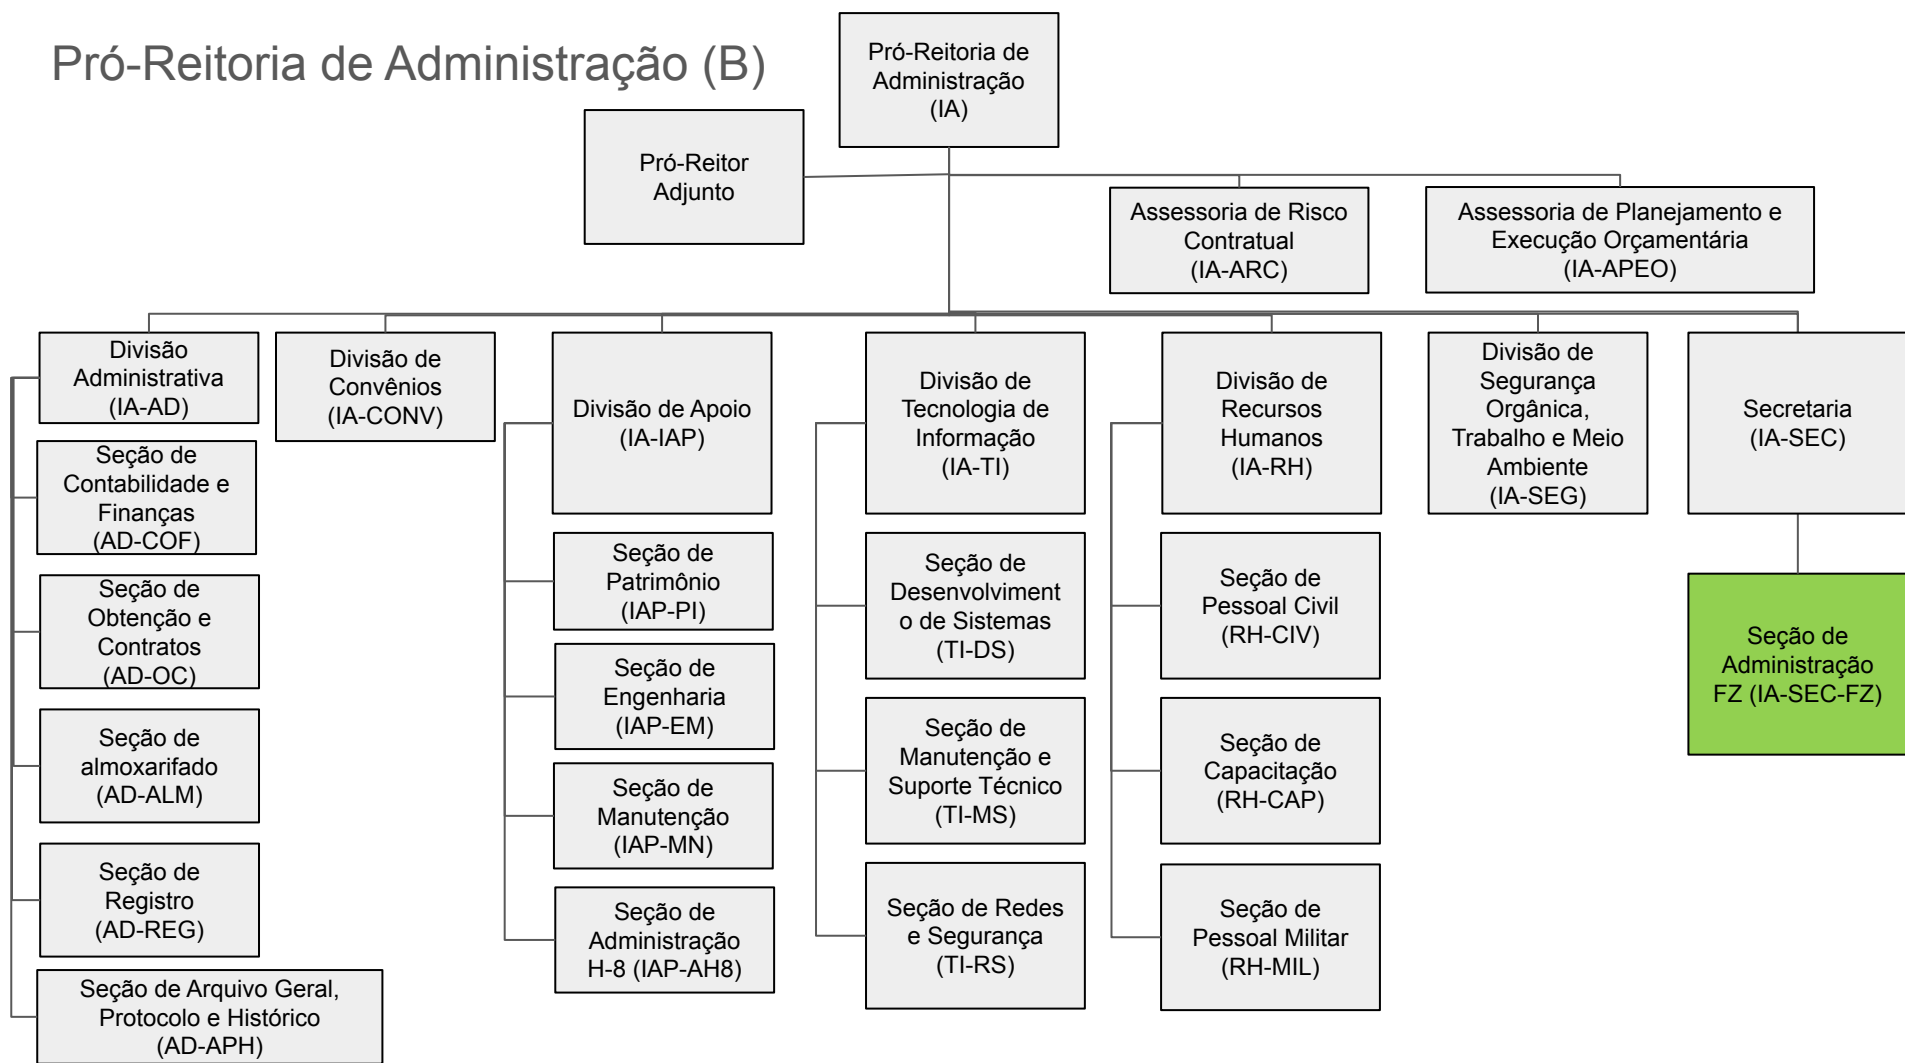 Pró-Reitoria de Administração (B)
Pró-Reitoria de
Administração
(IA)
Pró-Reitor
Adjunto
Assessoria de Risco
Contratual
(IA-ARC)
Assessoria de Planejamento e
Execução Orçamentária
(IA-APEO)
Divisão
Administrativa
(IA-AD)
Divisão de
Convênios
(IA-CONV)
Divisão de Apoio
(IA-IAP)
Divisão de
Tecnologia de
Informação
(IA-TI)
Divisão de
Recursos
Humanos
(IA-RH)
Divisão de
Segurança
Orgânica,
Trabalho e Meio
Ambiente
(IA-SEG)
Secretaria
(IA-SEC)
Seção de
Contabilidade e
Finanças
(AD-COF)
Seção de
Obtenção e
Contratos
(AD-OC)
Seção de
almoxarifado
(AD-ALM)
Seção de
Registro
(AD-REG)
Seção de Arquivo Geral,
Protocolo e Histórico
(AD-APH)
Seção de
Patrimônio
(IAP-PI)
Seção de
Engenharia
(IAP-EM)
Seção de
Manutenção
(IAP-MN)
Seção de
Administração
H-8 (IAP-AH8)
Seção de
Desenvolviment
o de Sistemas
(TI-DS)
Seção de
Manutenção e
Suporte Técnico
(TI-MS)
Seção de Redes
e Segurança
(TI-RS)
Seção de
Pessoal Civil
(RH-CIV)
Seção de
Capacitação
(RH-CAP)
Seção de
Pessoal Militar
(RH-MIL)
Seção de
Administração
FZ (IA-SEC-FZ)